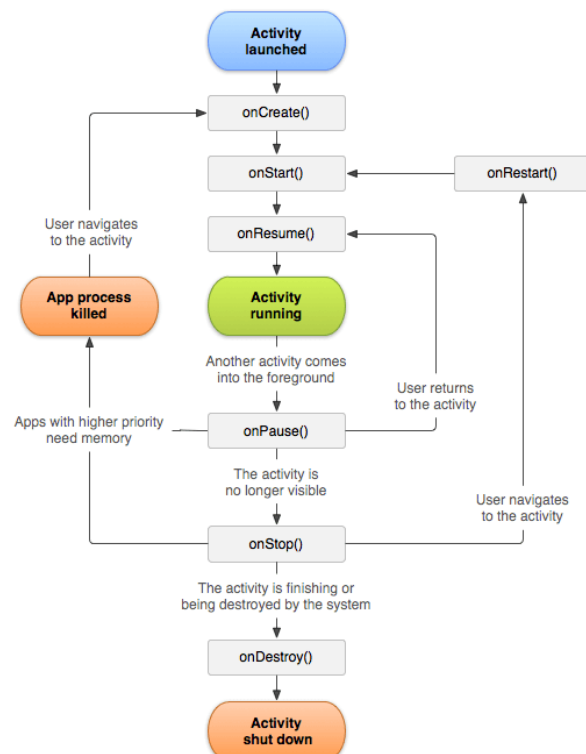 Activity
launched
onCreate()
onStart()
onRestart()
User navigates
to the activity
onResume()
App process
killed
Activity
running
Another activity comes
into the foreground
User returns
to the activity
Apps with higher priority
need memory
onPause()
The activity is
no longer visible
User navigates
to the activity
onStop()
The activity is finishing or
being destroyed by the system
onDestroy()
Activity
shut down